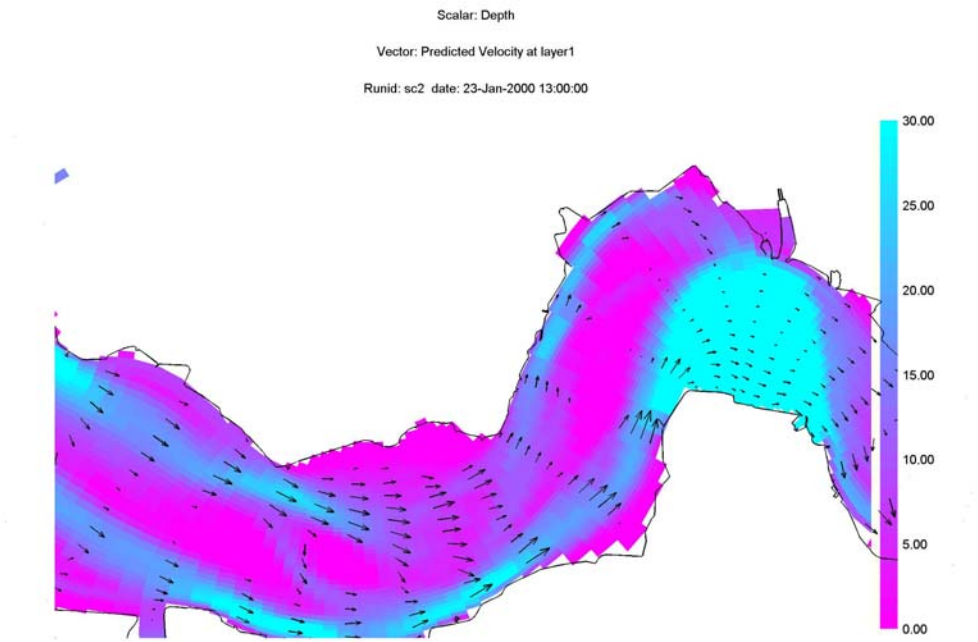 Scalar: Depth
Vector: Predicted Velocity at layer1
Runid: sc2 date: 23-Jan-2000 13:00:00
30.00
25.00
20.00
15.00
10.00
5.00
0.00